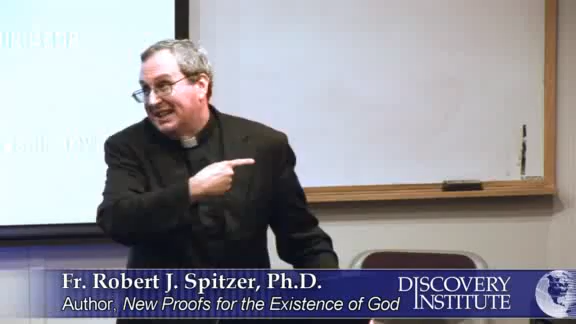 Fr. Robert J. Spitzer, Ph.D.
Author, New Proofs for the Existence of God
DISCOVERY
INSTITUTE